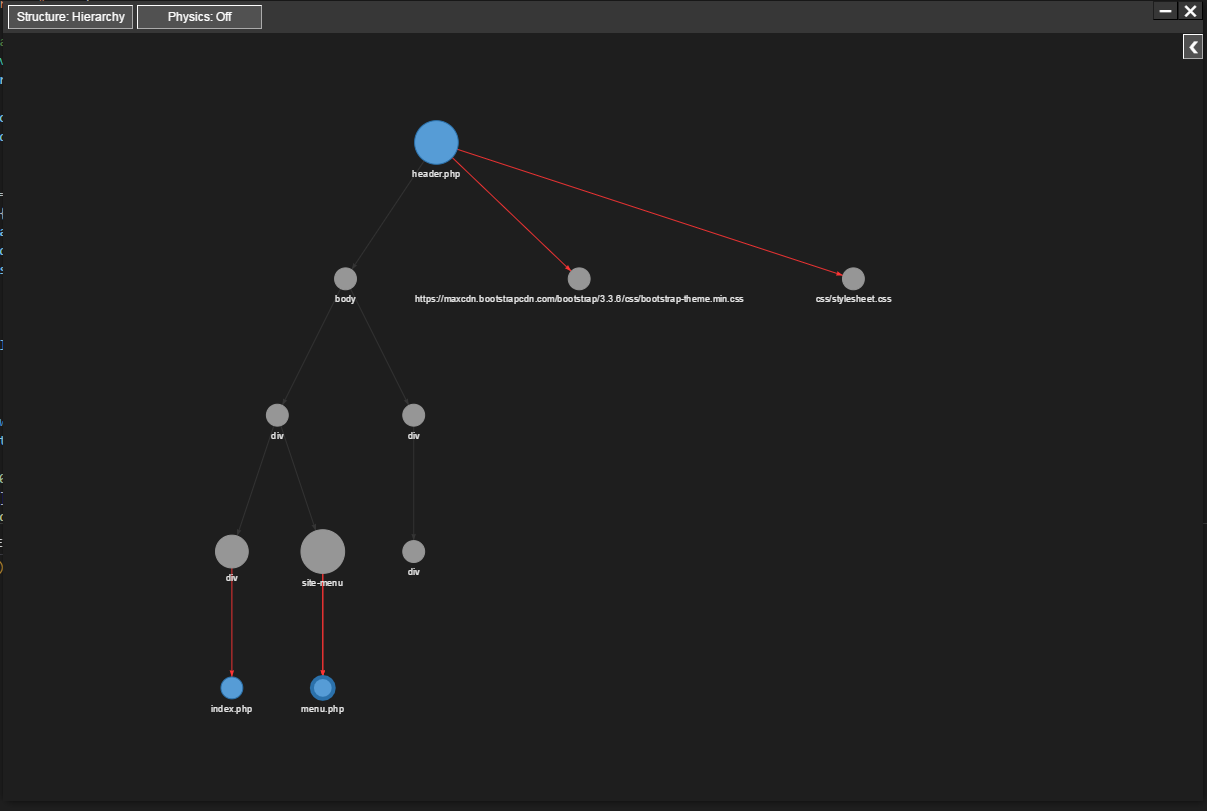 Structure: Hierarchy
Physics: Off
header.php
body
https://maxcdn.bootstrapcdn.com/bootstrap/3.3.6/css/bootstrap-theme.min.css
css/stylesheet.css
div
div
div
site-menu
div
index.php
menu.php